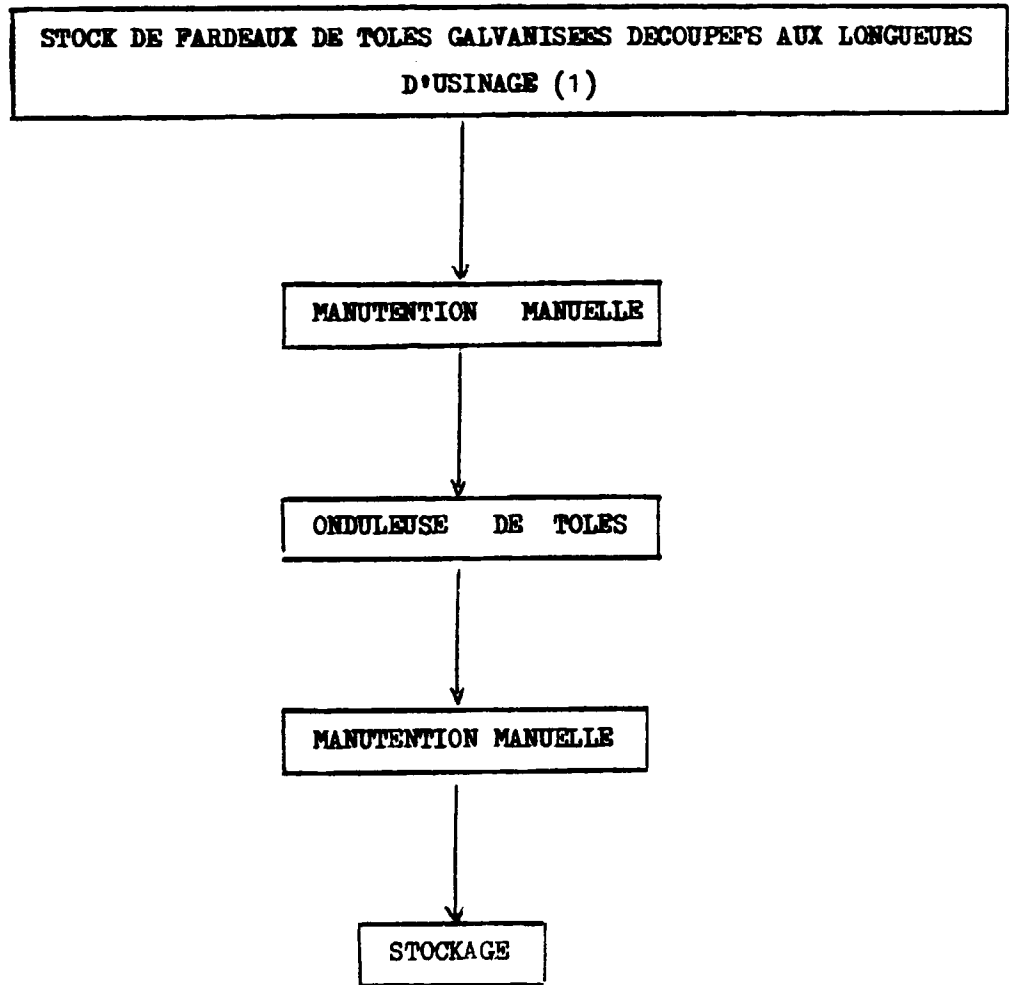 STOCK DE FARDEAUX DE TOLES GALVANISEES DECOUPEFS AUX LONGUEURS
D'USINAGE (1)
MANUTENTION MANUELLE
ONDULEUSE DE TOLES
MANUTENTION MANUELLE
STOCKAGE